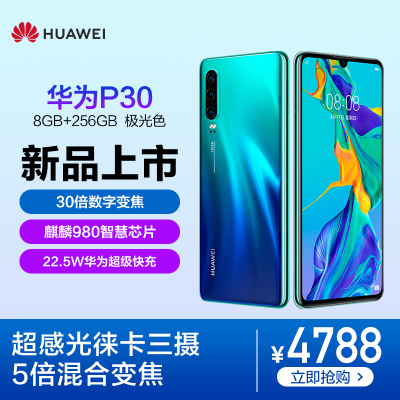 HUAWEI
华为P30
8GB+256GB 极光色
新品上市
30倍数字变焦
麒麟980智慧芯片
22.5W华为超级快充
HUAWEI
08:08
超感光徕卡三摄
5倍混合变焦
¥4788
立即抢购>